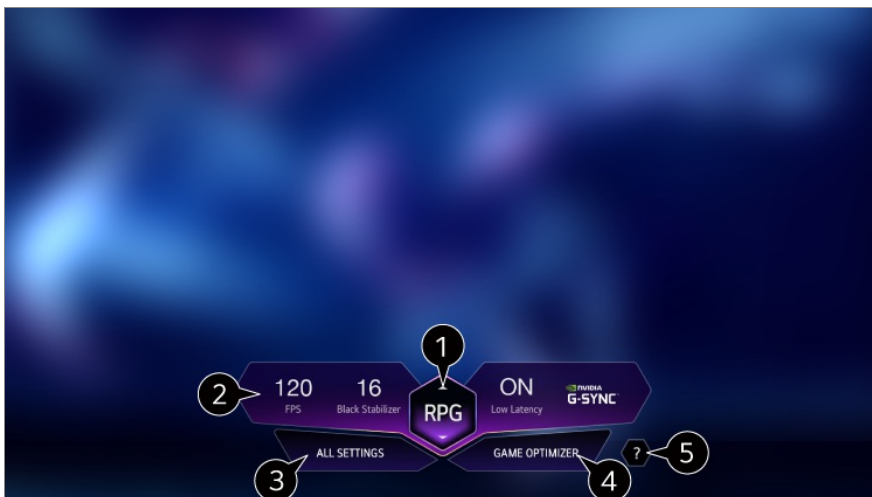 1
2
120
FPS
16
Black Stabilizer
RPG
ON
Low Latency
NVIDIA
G-SYNC
ALL SETTINGS
GAME OPTIMIZER
?
5
3
4